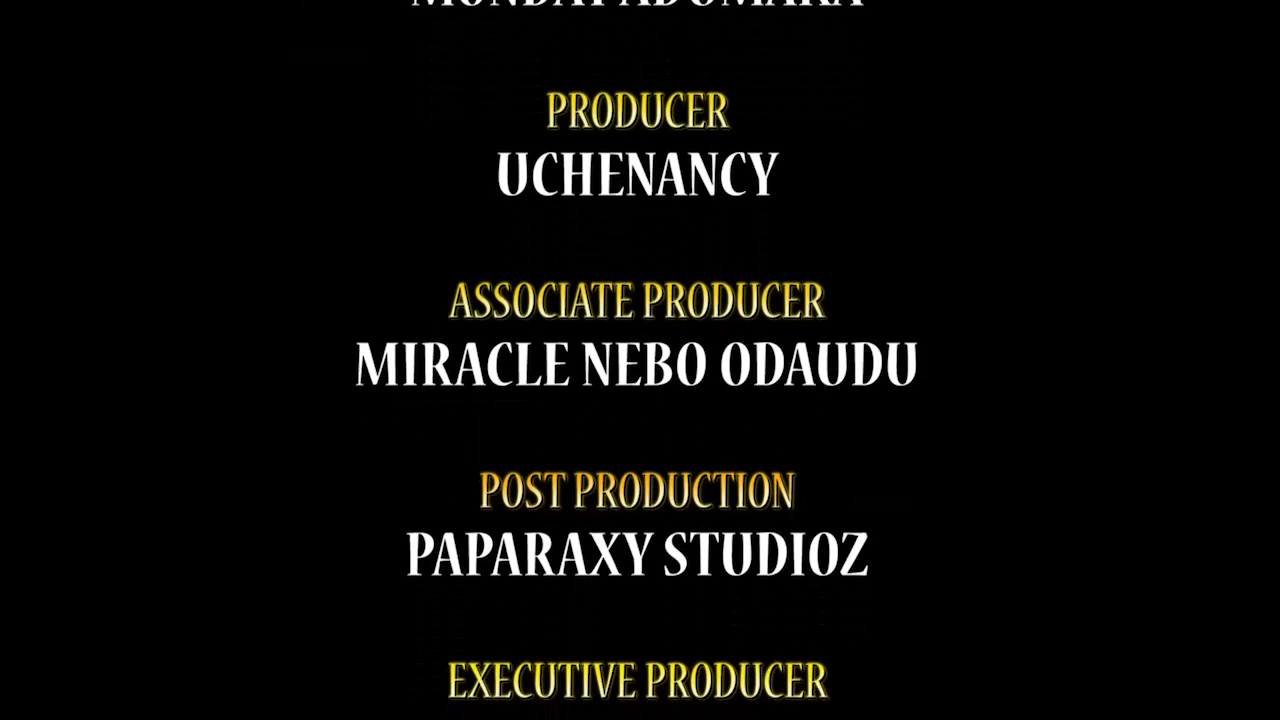 PRODUCER
UCHENANCY
ASSOCIATE PRODUCER
MIRACLE NEBO ODAUDU
POST PRODUCTION
PAPARAXY STUDIOZ
EXECUTIVE PRODUCER